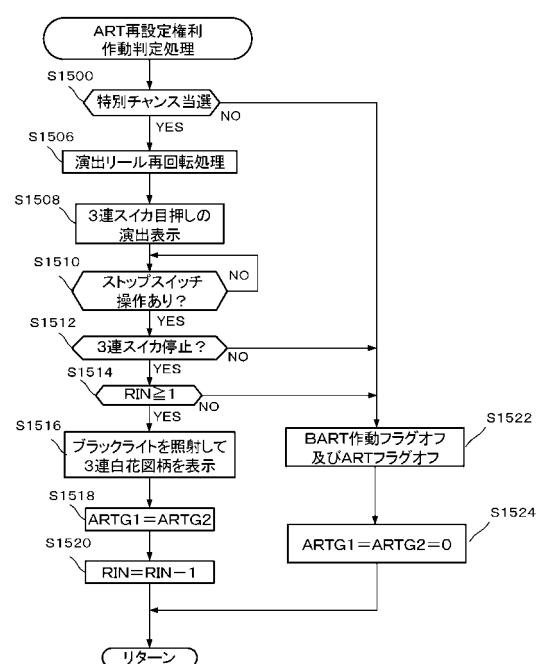 ART再設定権利
作動判定処理
S1500
特別チャンス当選
NO
YES
S1506
演出リール再回転処理
S1508
3連スイカ目押しの
演出表示
S1510
ストップスイッチ
操作あり?
NO
YES
S1512
3連スイカ停止?
NO
YES
S1514
RIN≧1
NO
YES
S1516
ブラックライトを照射して
3連白花図柄を表示
S1518
ARTG1=ARTG2
S1520
RIN=RIN-1
S1522
BART作動フラグオフ
及びARTフラグオフ
S1524
ARTG1=ARTG2=0
リターン